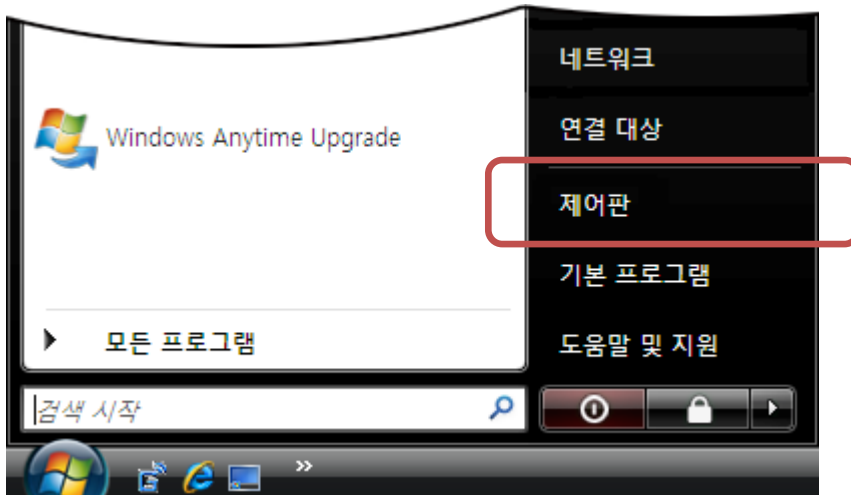 Windows Anytime Upgrade
모든 프로그램
검색 시작
네트워크
연결 대상
제어판
기본 프로그램
도움말 및 지원